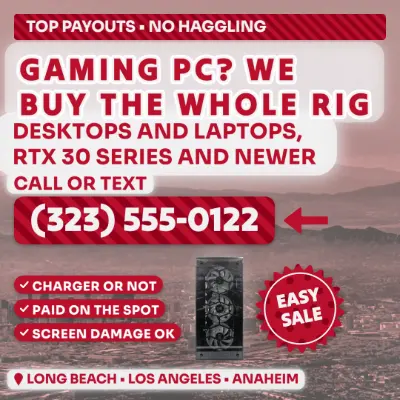 TOP PAYOUTS • NO HAGGLING
GAMING PC? WE
BUY THE WHOLE RIG
DESKTOPS AND LAPTOPS,
RTX 30 SERIES AND NEWER
CALL OR TEXT
(323) 555-0122
CHARGER OR NOT
PAID ON THE SPOT
SCREEN DAMAGE OK
EASY
SALE
LONG BEACH • LOS ANGELES • ANAHEIM